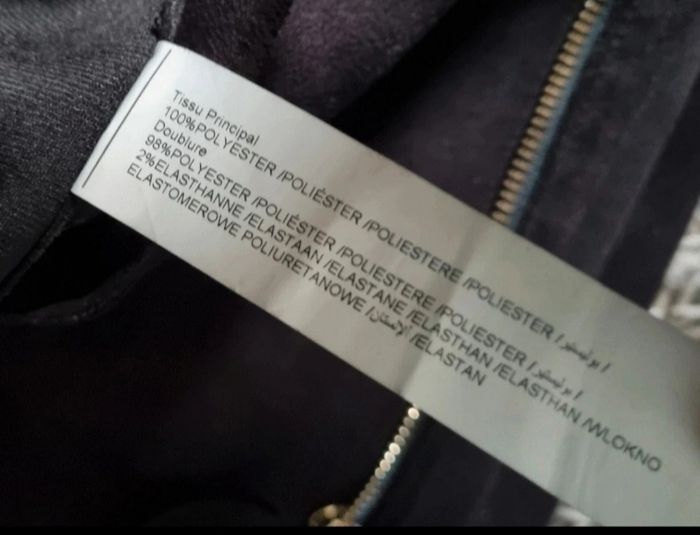 Tissu Principal
100%POLYESTER /POLIÉSTER /POLIESTERE /POLIESTER / بوليستر /
Doublure
98%POLYESTER /POLIÉSTER /POLIESTERE /POLIESTER / بوليستر /
2%ELASTHANNE /ELASTAAN /ELASTANE /ELASTHAN /ELASTHAN /WLOKNO
ELASTOMEROWE POLIURETANOWE / الاستان /ELASTAN